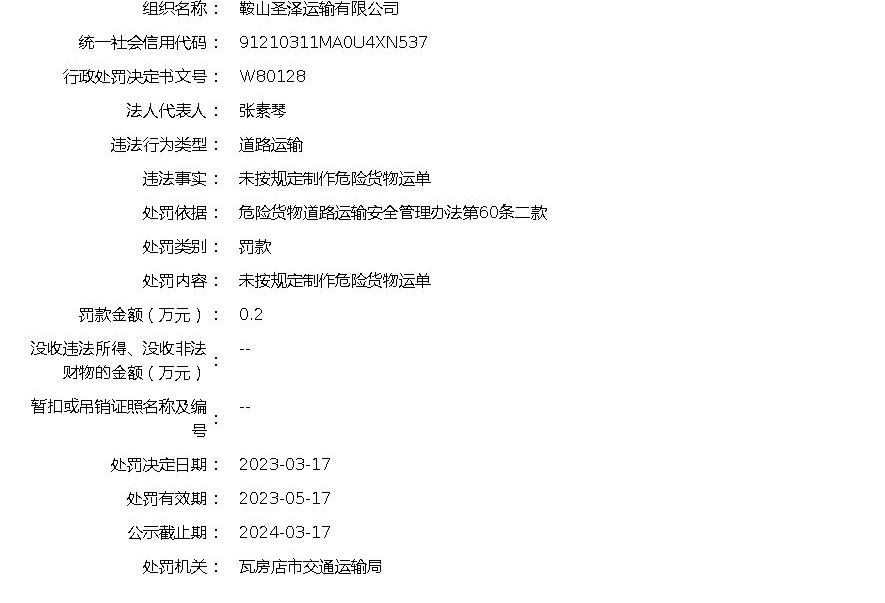 组织名称： 鞍山圣泽运输有限公司
统一社会信用代码： 91210311MA0U4XN537
行政处罚决定书文号： W80128
法人代表人： 张素琴
违法行为类型： 道路运输
违法事实： 未按规定制作危险货物运单
处罚依据： 危险货物道路运输安全管理办法第60条二款
处罚类别： 罚款
处罚内容： 未按规定制作危险货物运单
罚款金额（万元）： 0.2
没收违法所得、没收非法
财物的金额（万元）： --
暂扣或吊销证照名称及编
号： --
处罚决定日期： 2023-03-17
处罚有效期： 2023-05-17
公示截止期： 2024-03-17
处罚机关： 瓦房店市交通运输局